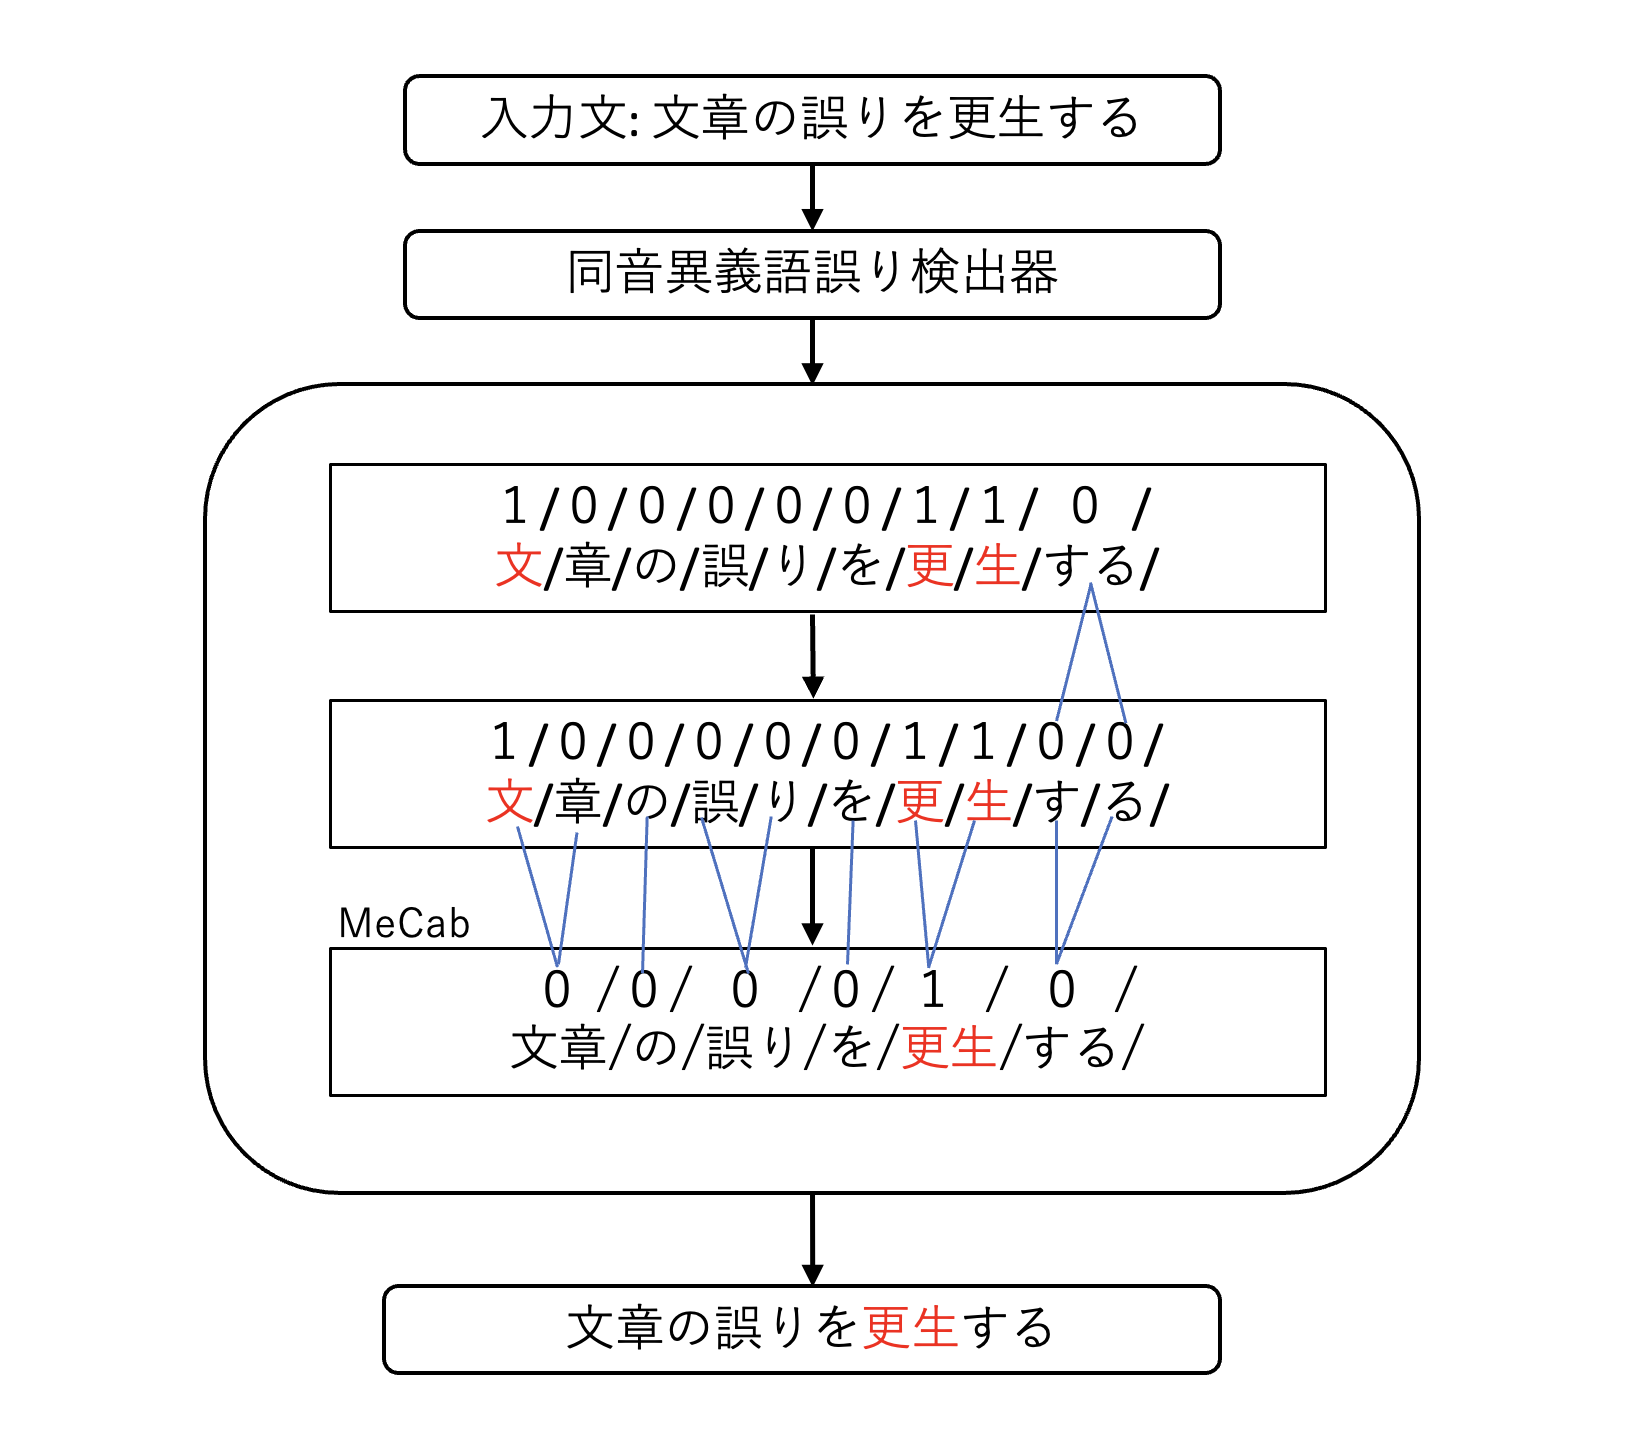 入力文: 文章の誤りを更生する
同音異義語誤り検出器
1/0/0/0/0/0/1/1/ 0 /
文/章/の/誤/り/を/更/生/する/
1/0/0/0/0/0/1/1/0/0/
文/章/の/誤/り/を/更/生/す/る/
MeCab
0 /0/ 0 /0/ 1 / 0 /
文章/の/誤り/を/更生/する/
文章の誤りを更生する